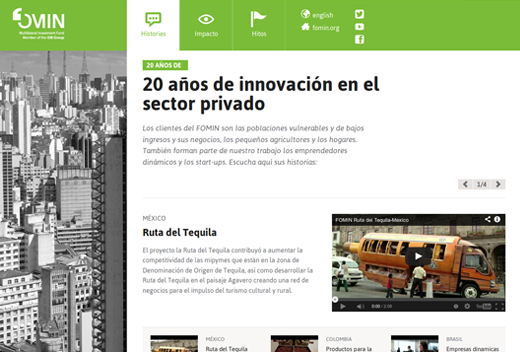 FOMIN
Multilateral Investment Fund
Member of the IDB Group
Historias
Impacto
Hitos
english
fomin.org
20 AÑOS DE
20 años de innovación en el
sector privado
Los clientes del FOMIN son las poblaciones vulnerables y de bajos
ingresos y sus negocios, los pequeños agricultores y los hogares.
También forman parte de nuestro trabajo los emprendedores
dinámicos y los start-ups. Escucha aquí sus historias:
1/4
MÉXICO
Ruta del Tequila
El proyecto la Ruta del Tequila contribuyó a aumentar la
competitividad de las mipymes que están en la zona de
Denominación de Origen de Tequila, así como desarrollar la
Ruta del Tequila en el paisaje Agavero creando una red de
negocios para el impulso del turismo cultural y rural.
FOMIN Ruta del Tequila-Mexico
0:00 / 2:58
YouTube
MÉXICO
Ruta del Tequila
COLOMBIA
Productos para la
BRASIL
Empresas dinamicas